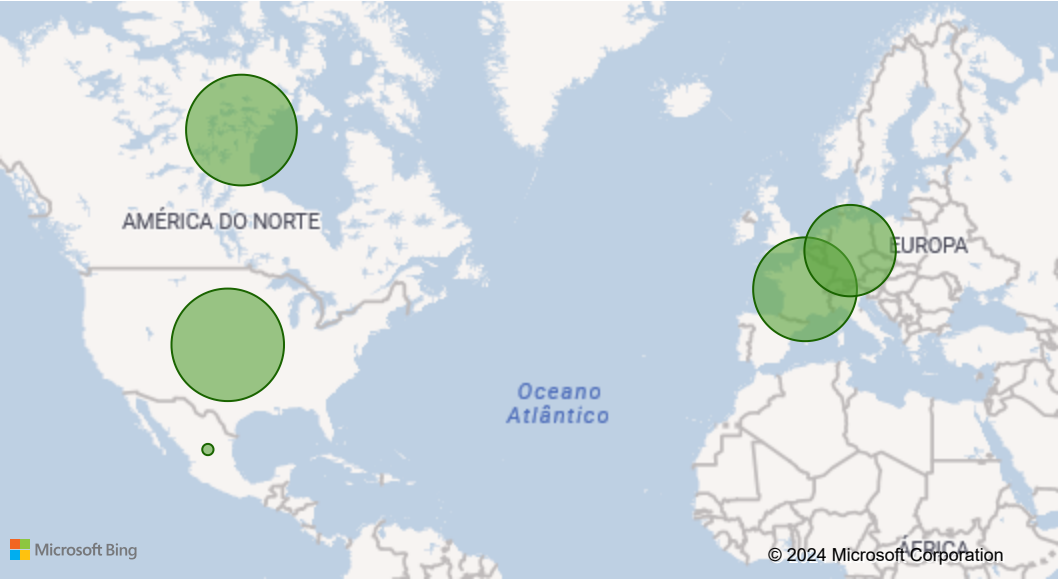 AMÉRICA DO NORTE
EUROPA
Oceano
Atlântico
ÁFRICA
Microsoft Bing
© 2024 Microsoft Corporation